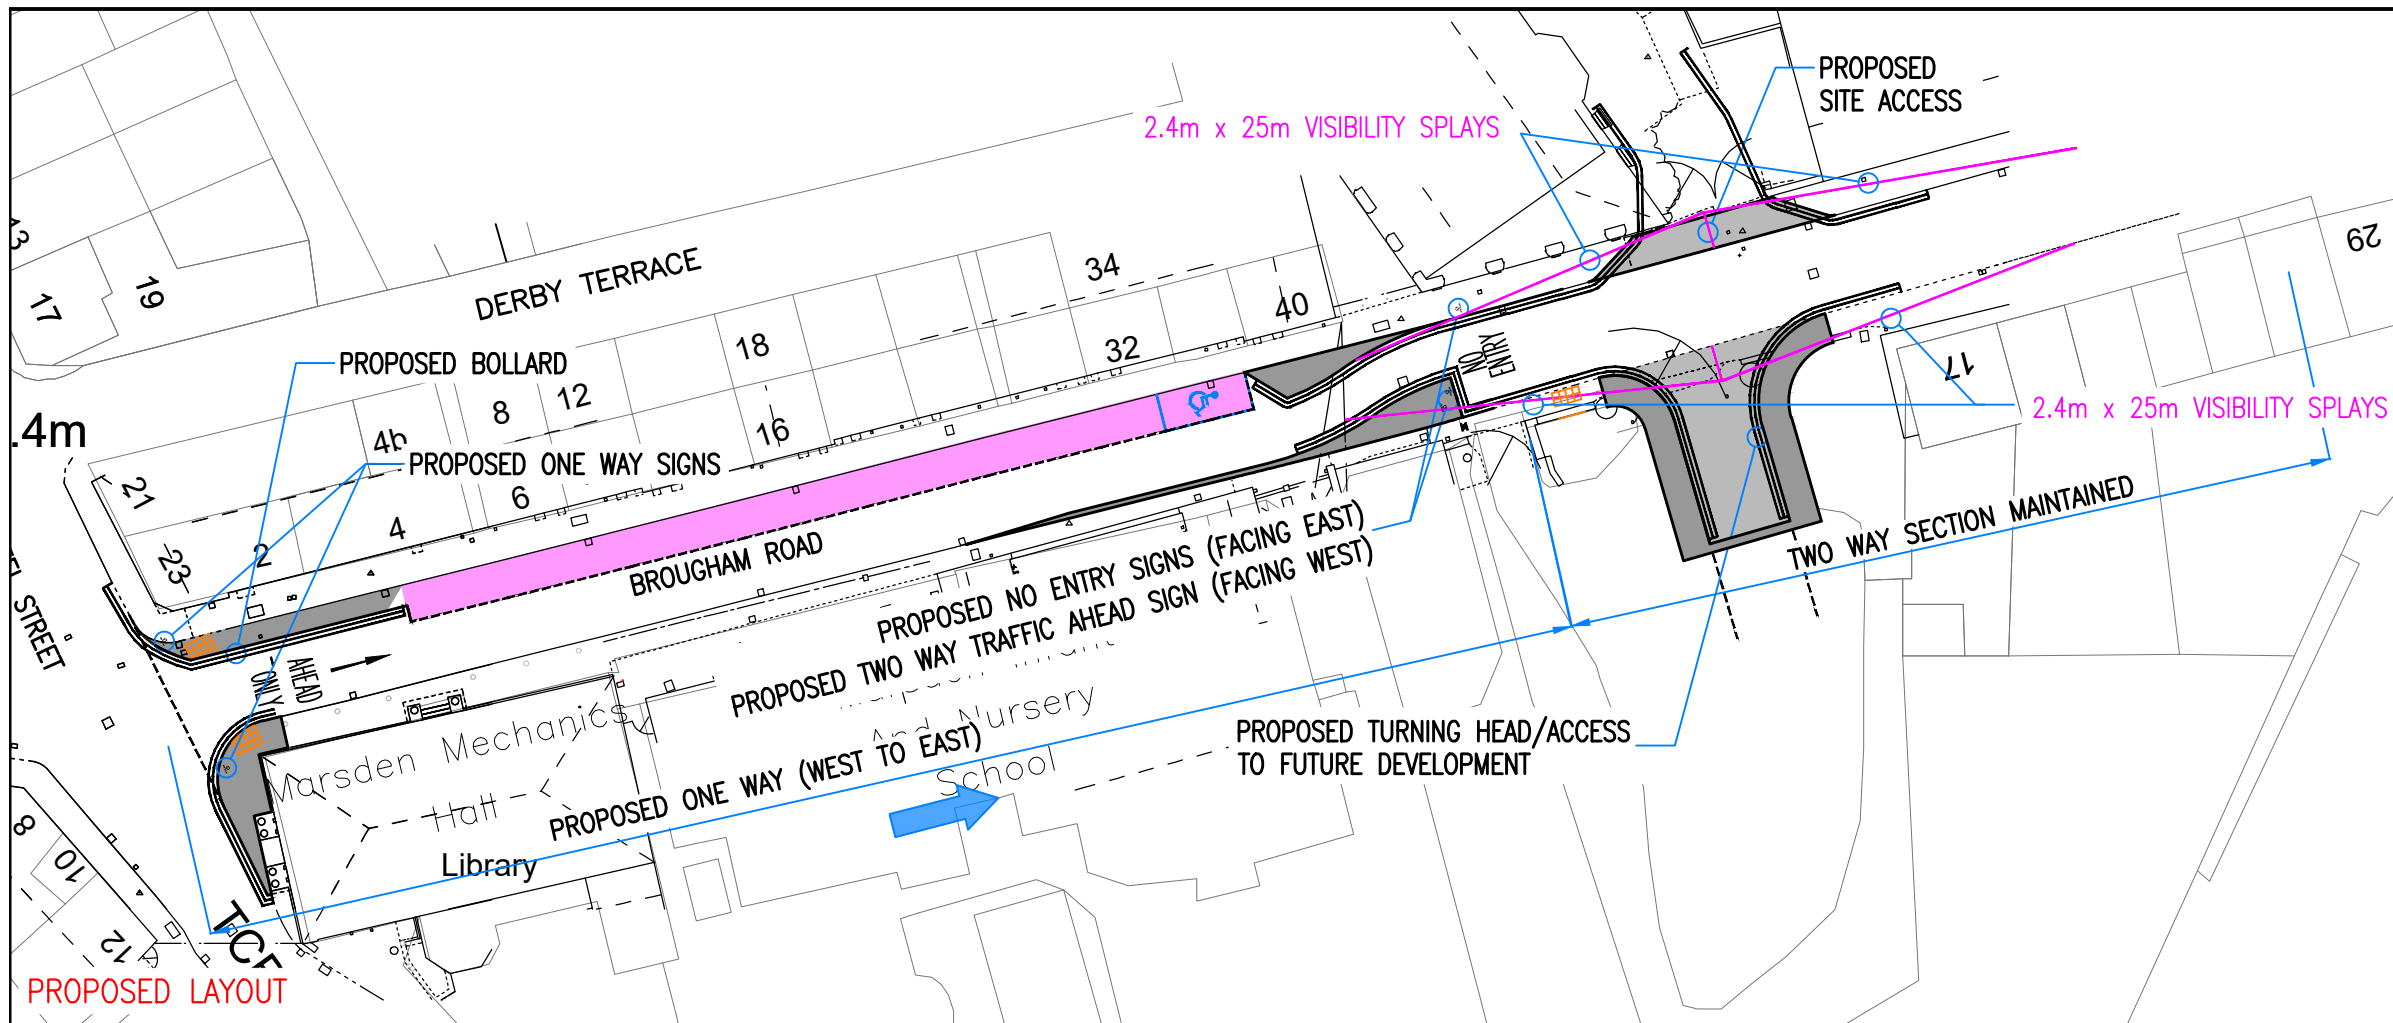 PROPOSED
SITE ACCESS
2.4m x 25m VISIBILITY SPLAYS
13
17
19
DERBY TERRACE
34
29
40
18
32
NO
ENTRY
PROPOSED BOLLARD
17
8
12
2.4m x 25m VISIBILITY SPLAYS
.4m
4b
16
PROPOSED ONE WAY SIGNS
21
6
4
2
23
TWO WAY SECTION MAINTAINED
BROUGHAM ROAD
PROPOSED NO ENTRY SIGNS (FACING EAST)
PROPOSED TWO WAY TRAFFIC AHEAD SIGN (FACING WEST)
STREET
AHEAD
ONLY
And Nursery
School
Marsden Mechanics
Hall
Library
PROPOSED ONE WAY (WEST TO EAST)
PROPOSED TURNING HEAD/ACCESS
TO FUTURE DEVELOPMENT
8
10
12
PROPOSED LAYOUT